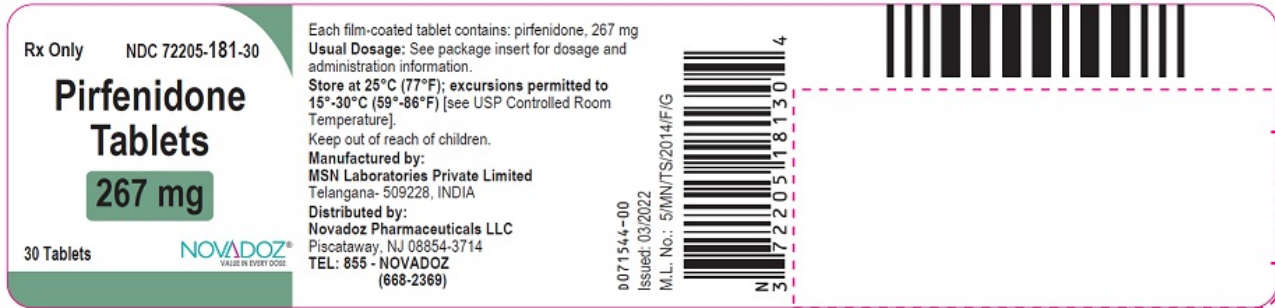 Rx Only NDC 72205-181-30
Pirfenidone
Tablets
267 mg
30 Tablets
NOVADOZ®
VALUE IN EVERY DOSE
Each film-coated tablet contains: pirfenidone, 267 mg
Usual Dosage: See package insert for dosage and
administration information.
Store at 25°C (77°F); excursions permitted to
15°-30°C (59°-86°F) [see USP Controlled Room
Temperature].
Keep out of reach of children.
Manufactured by:
MSN Laboratories Private Limited
Telangana- 509228, INDIA
Distributed by:
Novadoz Pharmaceuticals LLC
Piscataway, NJ 08854-3714
TEL: 855 - NOVADOZ
(668-2369)
D071544-00
Issued: 03/2022
M.L. No.: 5/MN/TS/2014/F/G
N
3 72205 18130 4